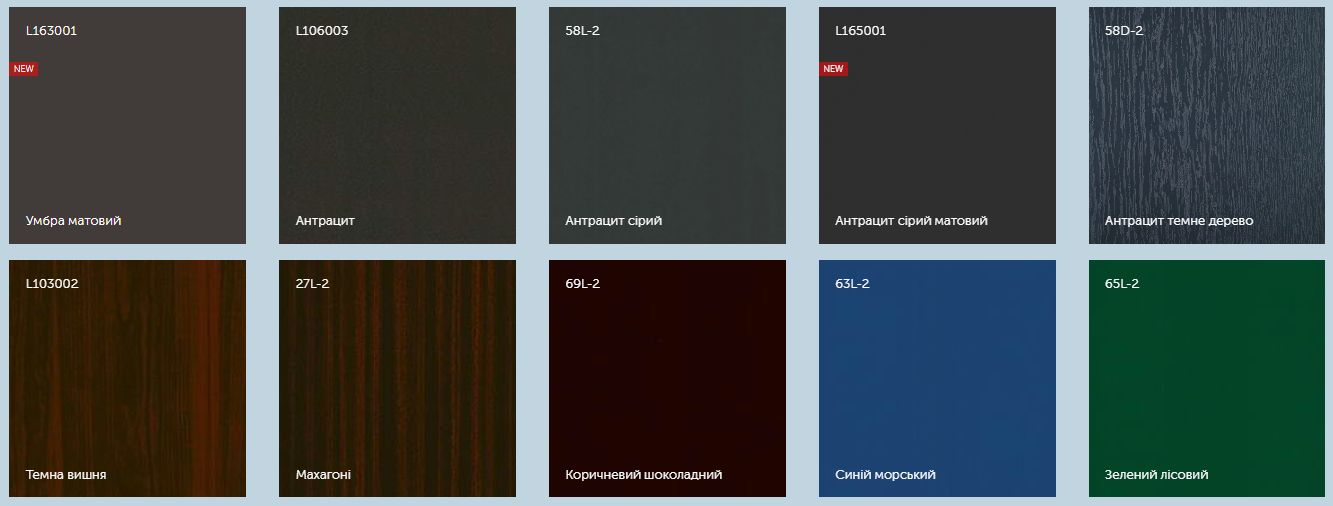 L163001
NEW
Умбра матовий
L106003
Антрацит
58L-2
Антрацит сірий
L165001
NEW
Антрацит сірий матовий
58D-2
Антрацит темне дерево
L103002
Темна вишня
27L-2
Махагоні
69L-2
Коричневий шоколадний
63L-2
Синій морський
65L-2
Зелений лісовий